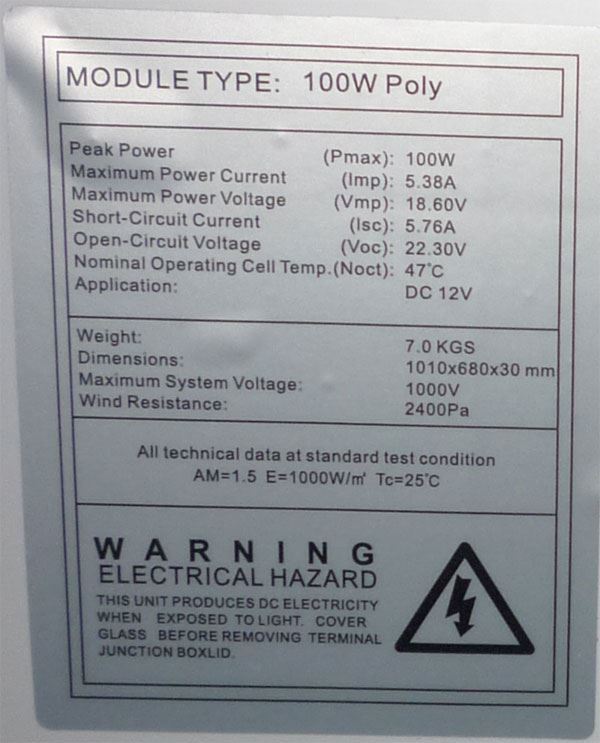 MODULE TYPE: 100W Poly
Peak Power (Pmax): 100W
Maximum Power Current (Imp): 5.38A
Maximum Power Voltage (Vmp): 18.60V
Short-Circuit Current (Isc): 5.76A
Open-Circuit Voltage (Voc): 22.30V
Nominal Operating Cell Temp.(Noct): 47°C
Application: DC 12V
Weight: 7.0 KGS
Dimensions: 1010x680x30 mm
Maximum System Voltage: 1000V
Wind Resistance: 2400Pa
All technical data at standard test condition
AM=1.5 E=1000W/㎡ Tc=25°C
WARNING
ELECTRICAL HAZARD
THIS UNIT PRODUCES DC ELECTRICITY
WHEN EXPOSED TO LIGHT. COVER
GLASS BEFORE REMOVING TERMINAL
JUNCTION BOXLID.